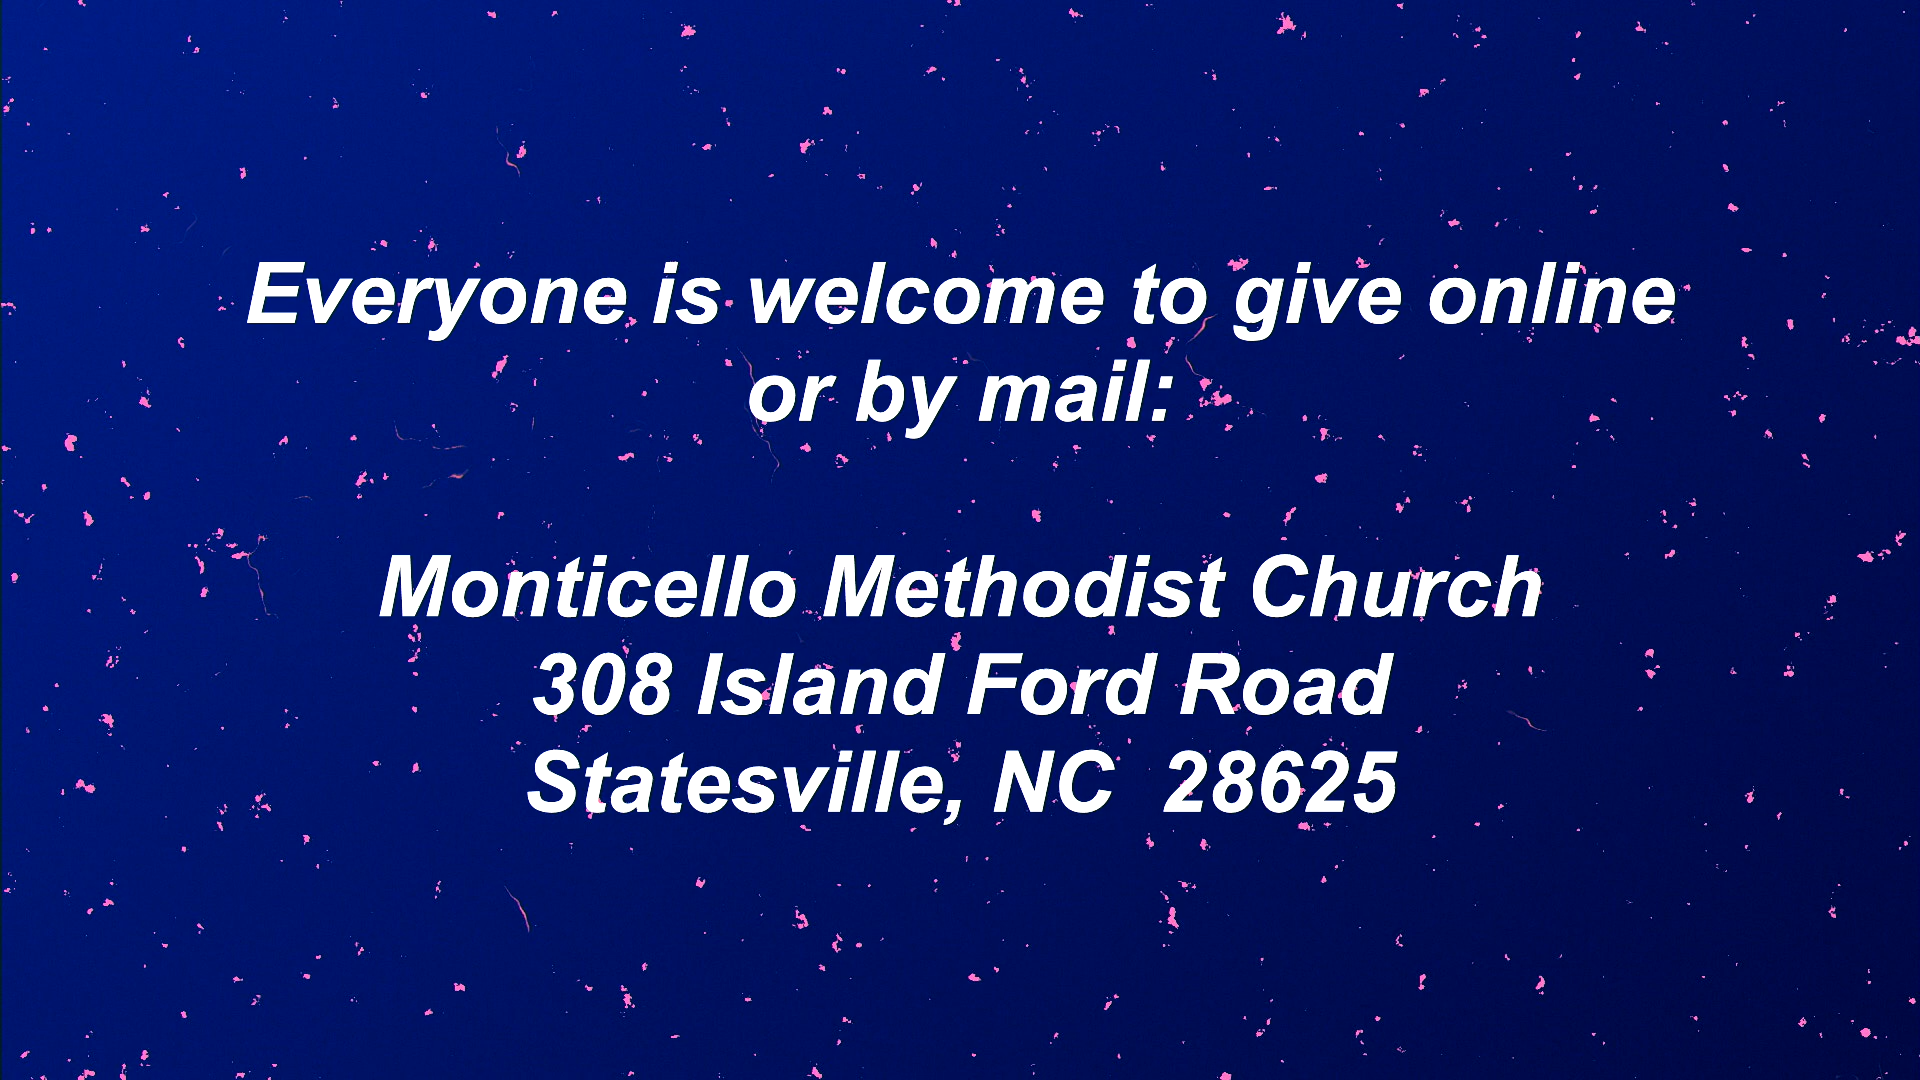 Everyone is welcome to give online
or by mail:
Monticello Methodist Church
308 Island Ford Road
Statesville, NC  28625